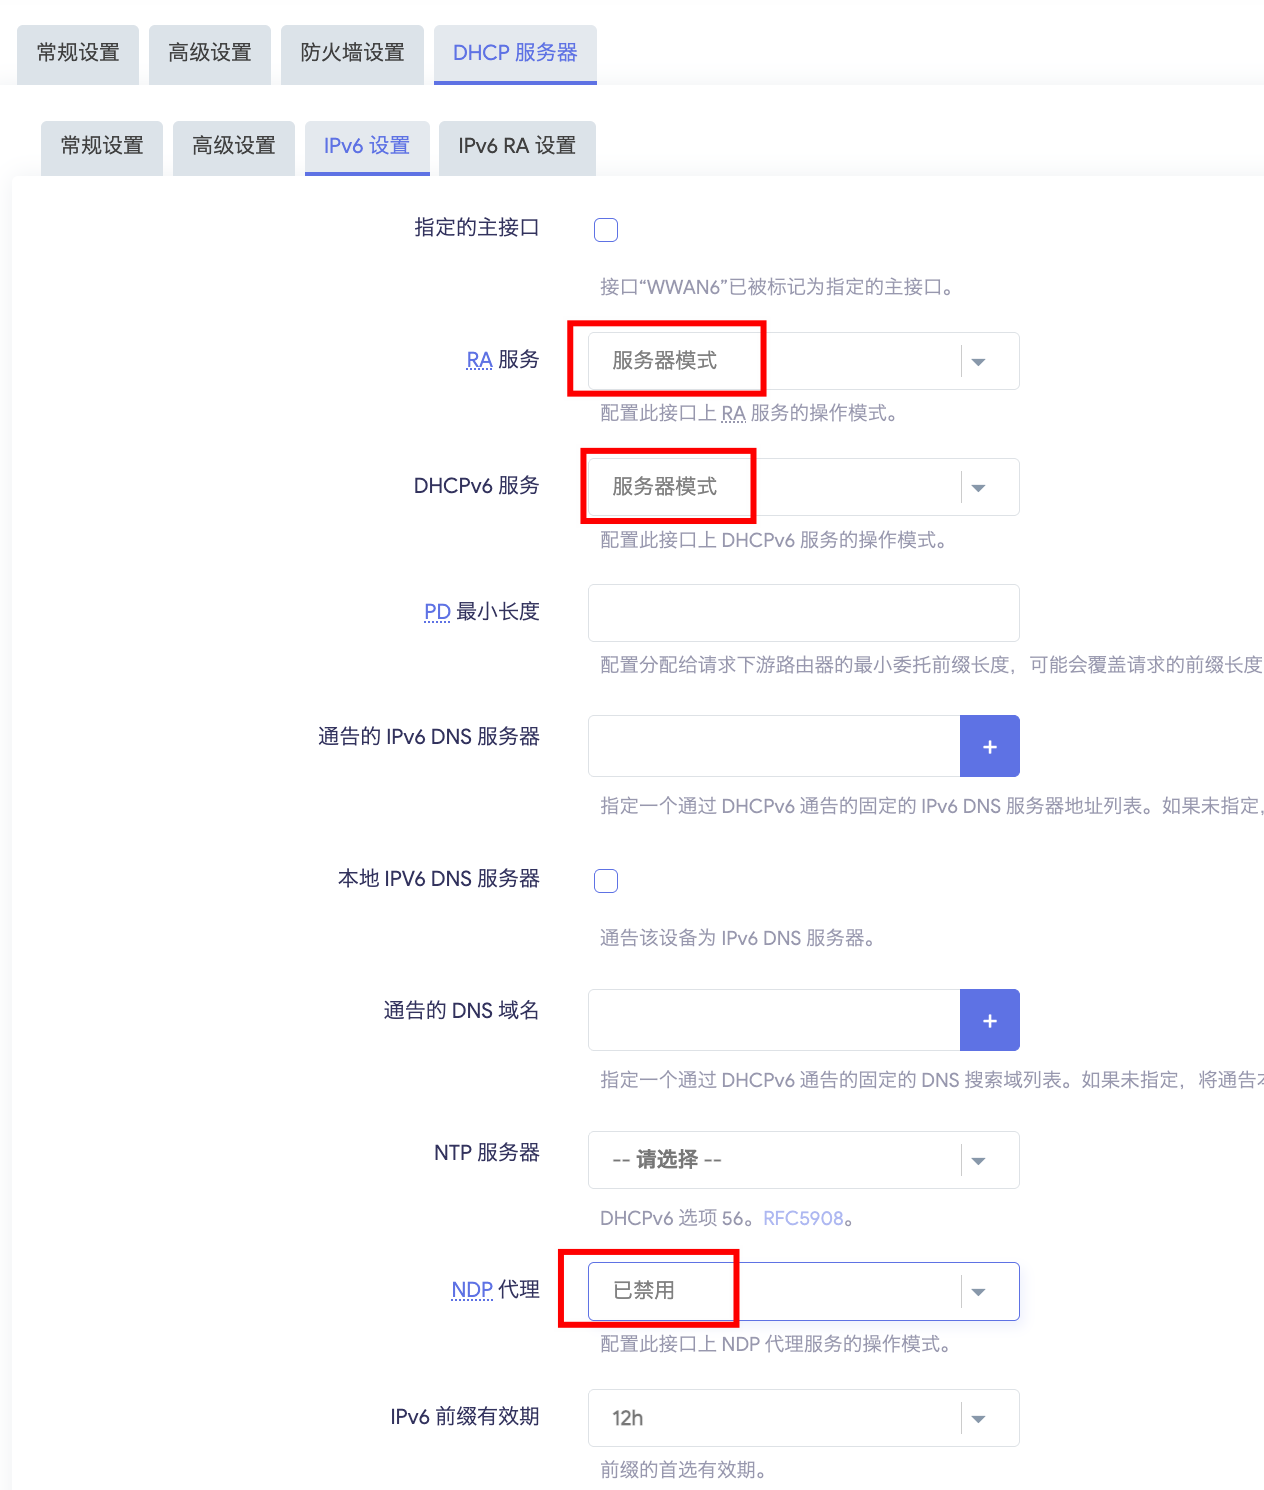 常规设置 高级设置 防火墙设置 DHCP 服务器
常规设置 高级设置 IPv6 设置 IPv6 RA 设置
指定的主接口
接口“WWAN6”已被标记为指定的主接口。
RA 服务 服务器模式
配置此接口上 RA 服务的操作模式。
DHCPv6 服务 服务器模式
配置此接口上 DHCPv6 服务的操作模式。
PD 最小长度
配置分配给请求下游路由器的最小委托前缀长度，可能会覆盖请求的前缀长度
通告的 IPv6 DNS 服务器 +
指定一个通过 DHCPv6 通告的固定的 IPv6 DNS 服务器地址列表。如果未指定，
本地 IPV6 DNS 服务器
通告该设备为 IPv6 DNS 服务器。
通告的 DNS 域名 +
指定一个通过 DHCPv6 通告的固定的 DNS 搜索域列表。如果未指定，将通告本
NTP 服务器 -- 请选择 --
DHCPv6 选项 56。RFC5908。
NDP 代理 已禁用
配置此接口上 NDP 代理服务的操作模式。
IPv6 前缀有效期 12h
前缀的首选有效期。